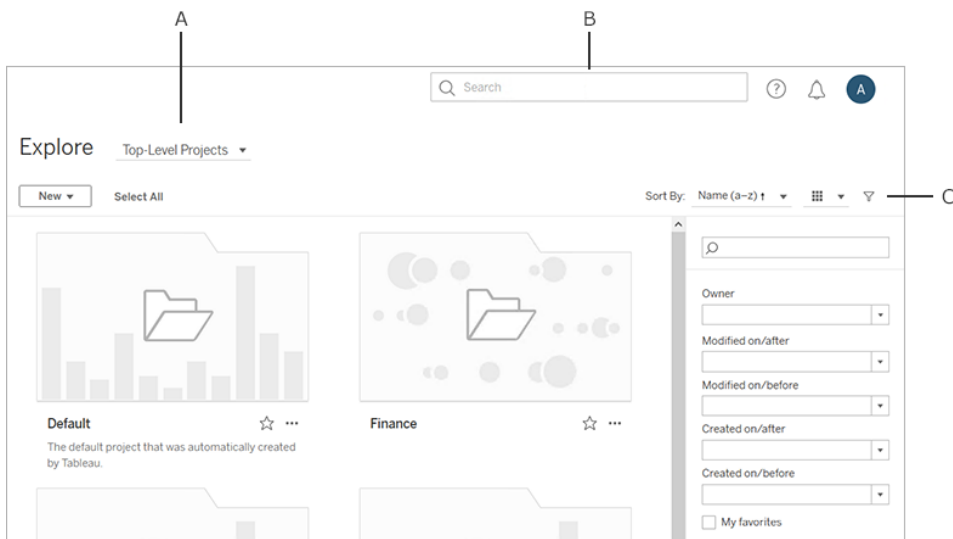 A
B
Search
?
A
Explore
Top-Level Projects
New
Select All
Sort By:
Name (a–z) ↑
C
Owner
Modified on/after
Modified on/before
Created on/after
Created on/before
My favorites
Default
The default project that was automatically created
by Tableau.
Finance